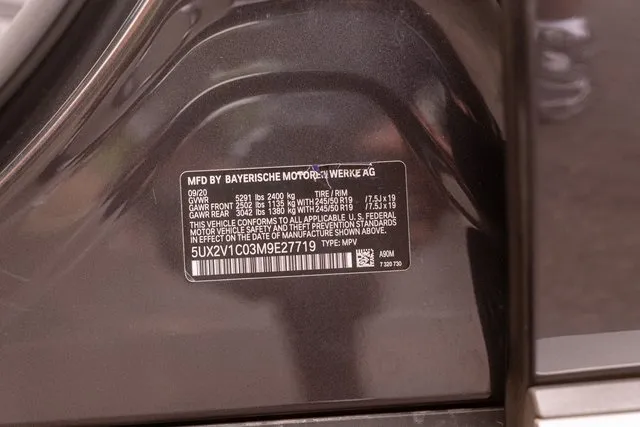 MFD BY BAYERISCHE MOTOREN WERKE AG
09/20
GVWR 5291 lbs 2400 kg TIRE / RIM
GAWR FRONT 2502 lbs 1135 kg WITH 245/50 R19 /7.5J x 19
GAWR REAR 3042 lbs 1380 kg WITH 245/50 R19 /7.5J x 19
THIS VEHICLE CONFORMS TO ALL APPLICABLE U. S. FEDERAL
MOTOR VEHICLE SAFETY AND THEFT PREVENTION STANDARDS
IN EFFECT ON THE DATE OF MANUFACTURE SHOWN ABOVE.
5UX2V1C03M9E27719 TYPE: MPV
A90M
7 320 730